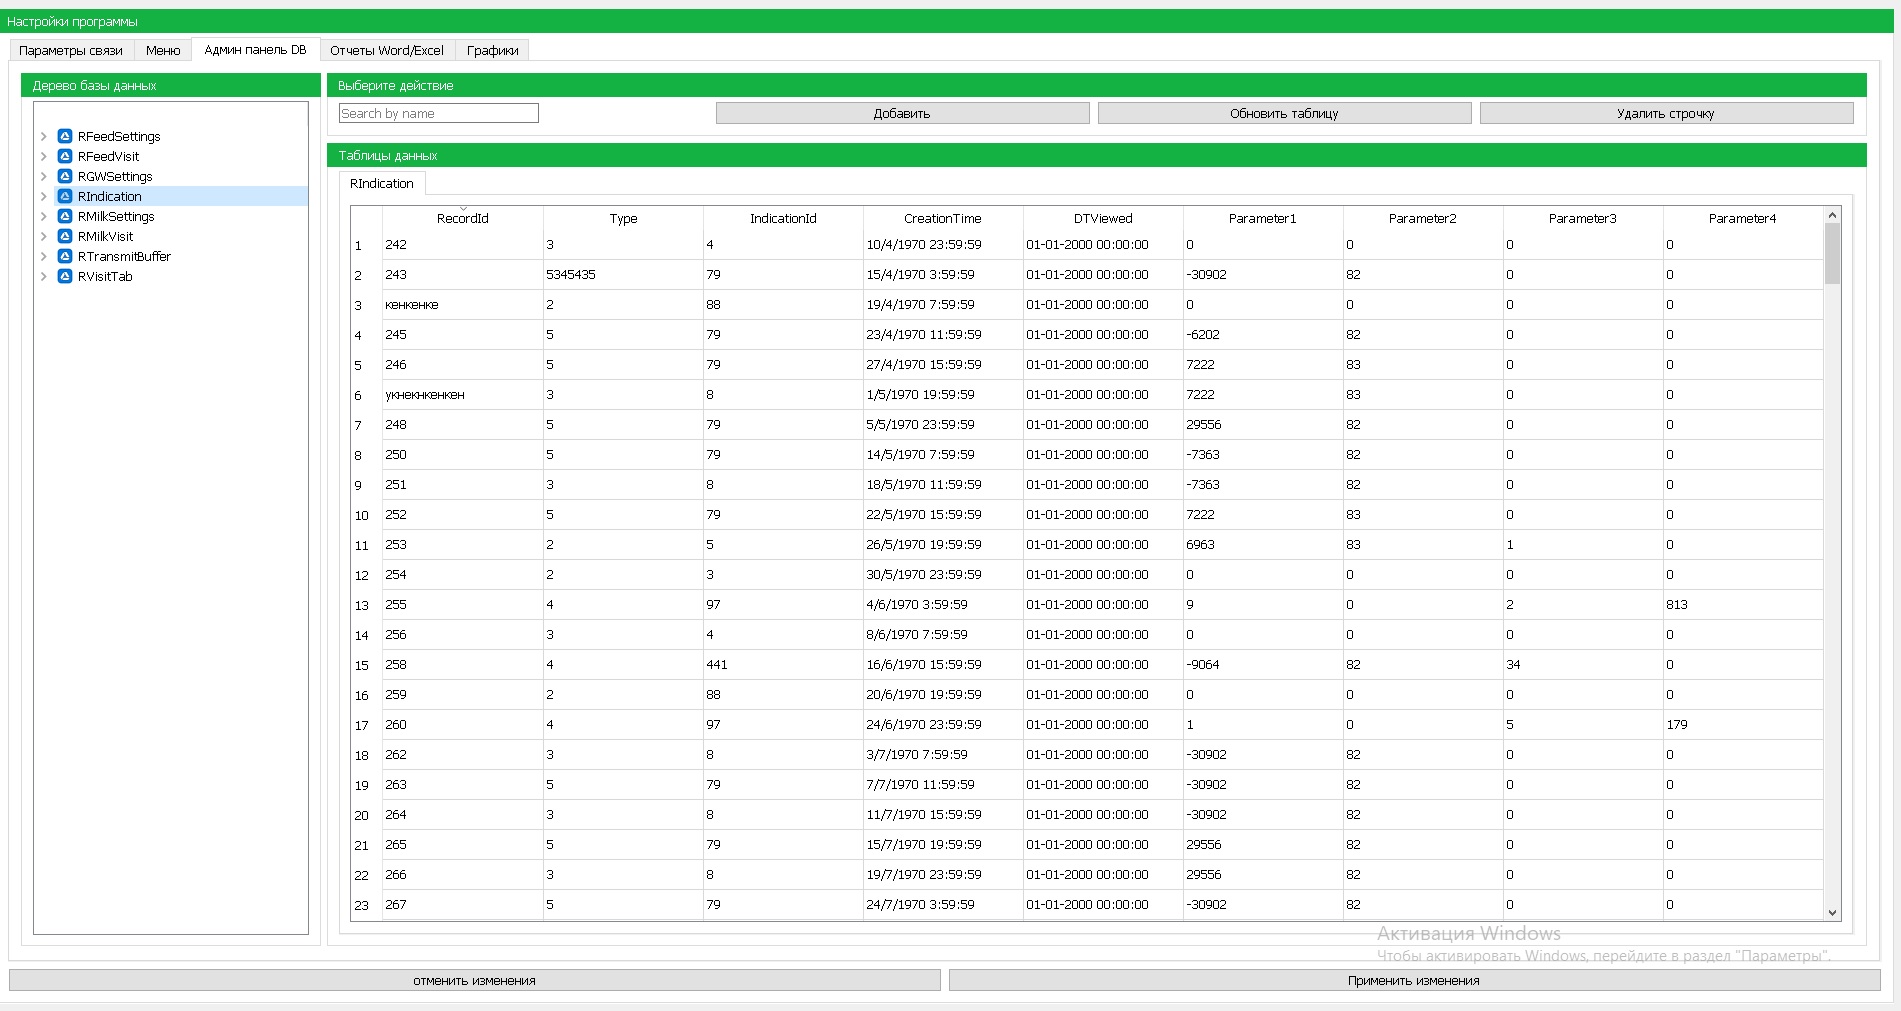 Настройки программы
Параметры связи Меню Админ панель DB Отчеты Word/Excel Графики
Дерево базы данных
RFeedSettings
RFeedVisit
RGWSettings
RIndication
RMilkSettings
RMilkVisit
RTransmitBuffer
RVisitTab
Выберите действие
Search by name Добавить Обновить таблицу Удалить строчку
Таблицы данных
RIndication
RecordId Type IndicationId CreationTime DTViewed Parameter1 Parameter2 Parameter3 Parameter4
1 242 3 4 10/4/1970 23:59:59 01-01-2000 00:00:00 0 0 0 0
2 243 5345435 79 15/4/1970 3:59:59 01-01-2000 00:00:00 -30902 82 0 0
3 кенкенке 2 88 19/4/1970 7:59:59 01-01-2000 00:00:00 0 0 0 0
4 245 5 79 23/4/1970 11:59:59 01-01-2000 00:00:00 -6202 82 0 0
5 246 5 79 27/4/1970 15:59:59 01-01-2000 00:00:00 7222 83 0 0
6 укнекнкенкен 3 8 1/5/1970 19:59:59 01-01-2000 00:00:00 7222 83 0 0
7 248 5 79 5/5/1970 23:59:59 01-01-2000 00:00:00 29556 82 0 0
8 250 5 79 14/5/1970 7:59:59 01-01-2000 00:00:00 -7363 82 0 0
9 251 3 8 18/5/1970 11:59:59 01-01-2000 00:00:00 -7363 82 0 0
10 252 5 79 22/5/1970 15:59:59 01-01-2000 00:00:00 7222 83 0 0
11 253 2 5 26/5/1970 19:59:59 01-01-2000 00:00:00 6963 83 1 0
12 254 2 3 30/5/1970 23:59:59 01-01-2000 00:00:00 0 0 0 0
13 255 4 97 4/6/1970 3:59:59 01-01-2000 00:00:00 9 0 2 813
14 256 3 4 8/6/1970 7:59:59 01-01-2000 00:00:00 0 0 0 0
15 258 4 441 16/6/1970 15:59:59 01-01-2000 00:00:00 -9064 82 34 0
16 259 2 88 20/6/1970 19:59:59 01-01-2000 00:00:00 0 0 0 0
17 260 4 97 24/6/1970 23:59:59 01-01-2000 00:00:00 1 0 5 179
18 262 3 8 3/7/1970 7:59:59 01-01-2000 00:00:00 -30902 82 0 0
19 263 5 79 7/7/1970 11:59:59 01-01-2000 00:00:00 -30902 82 0 0
20 264 3 8 11/7/1970 15:59:59 01-01-2000 00:00:00 -30902 82 0 0
21 265 5 79 15/7/1970 19:59:59 01-01-2000 00:00:00 29556 82 0 0
22 266 3 8 19/7/1970 23:59:59 01-01-2000 00:00:00 29556 82 0 0
23 267 5 79 24/7/1970 3:59:59 01-01-2000 00:00:00 -30902 82 0 0
Активация Windows
Чтобы активировать Windows, перейдите в раздел "Параметры".
отменить изменения Применить изменения